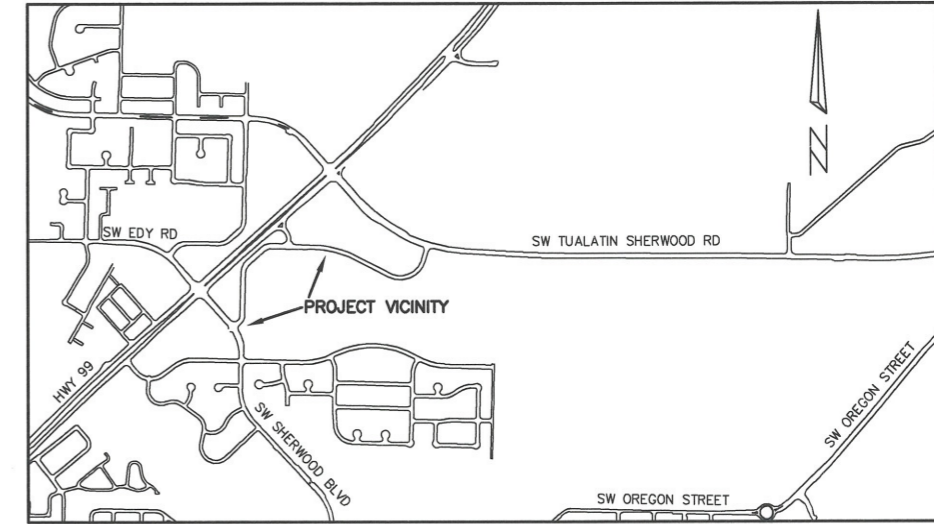 N
SW EDY RD
SW TUALATIN SHERWOOD RD
PROJECT VICINITY
HWY 99
SW SHERWOOD BLVD
SW OREGON STREET
SW OREGON STREET